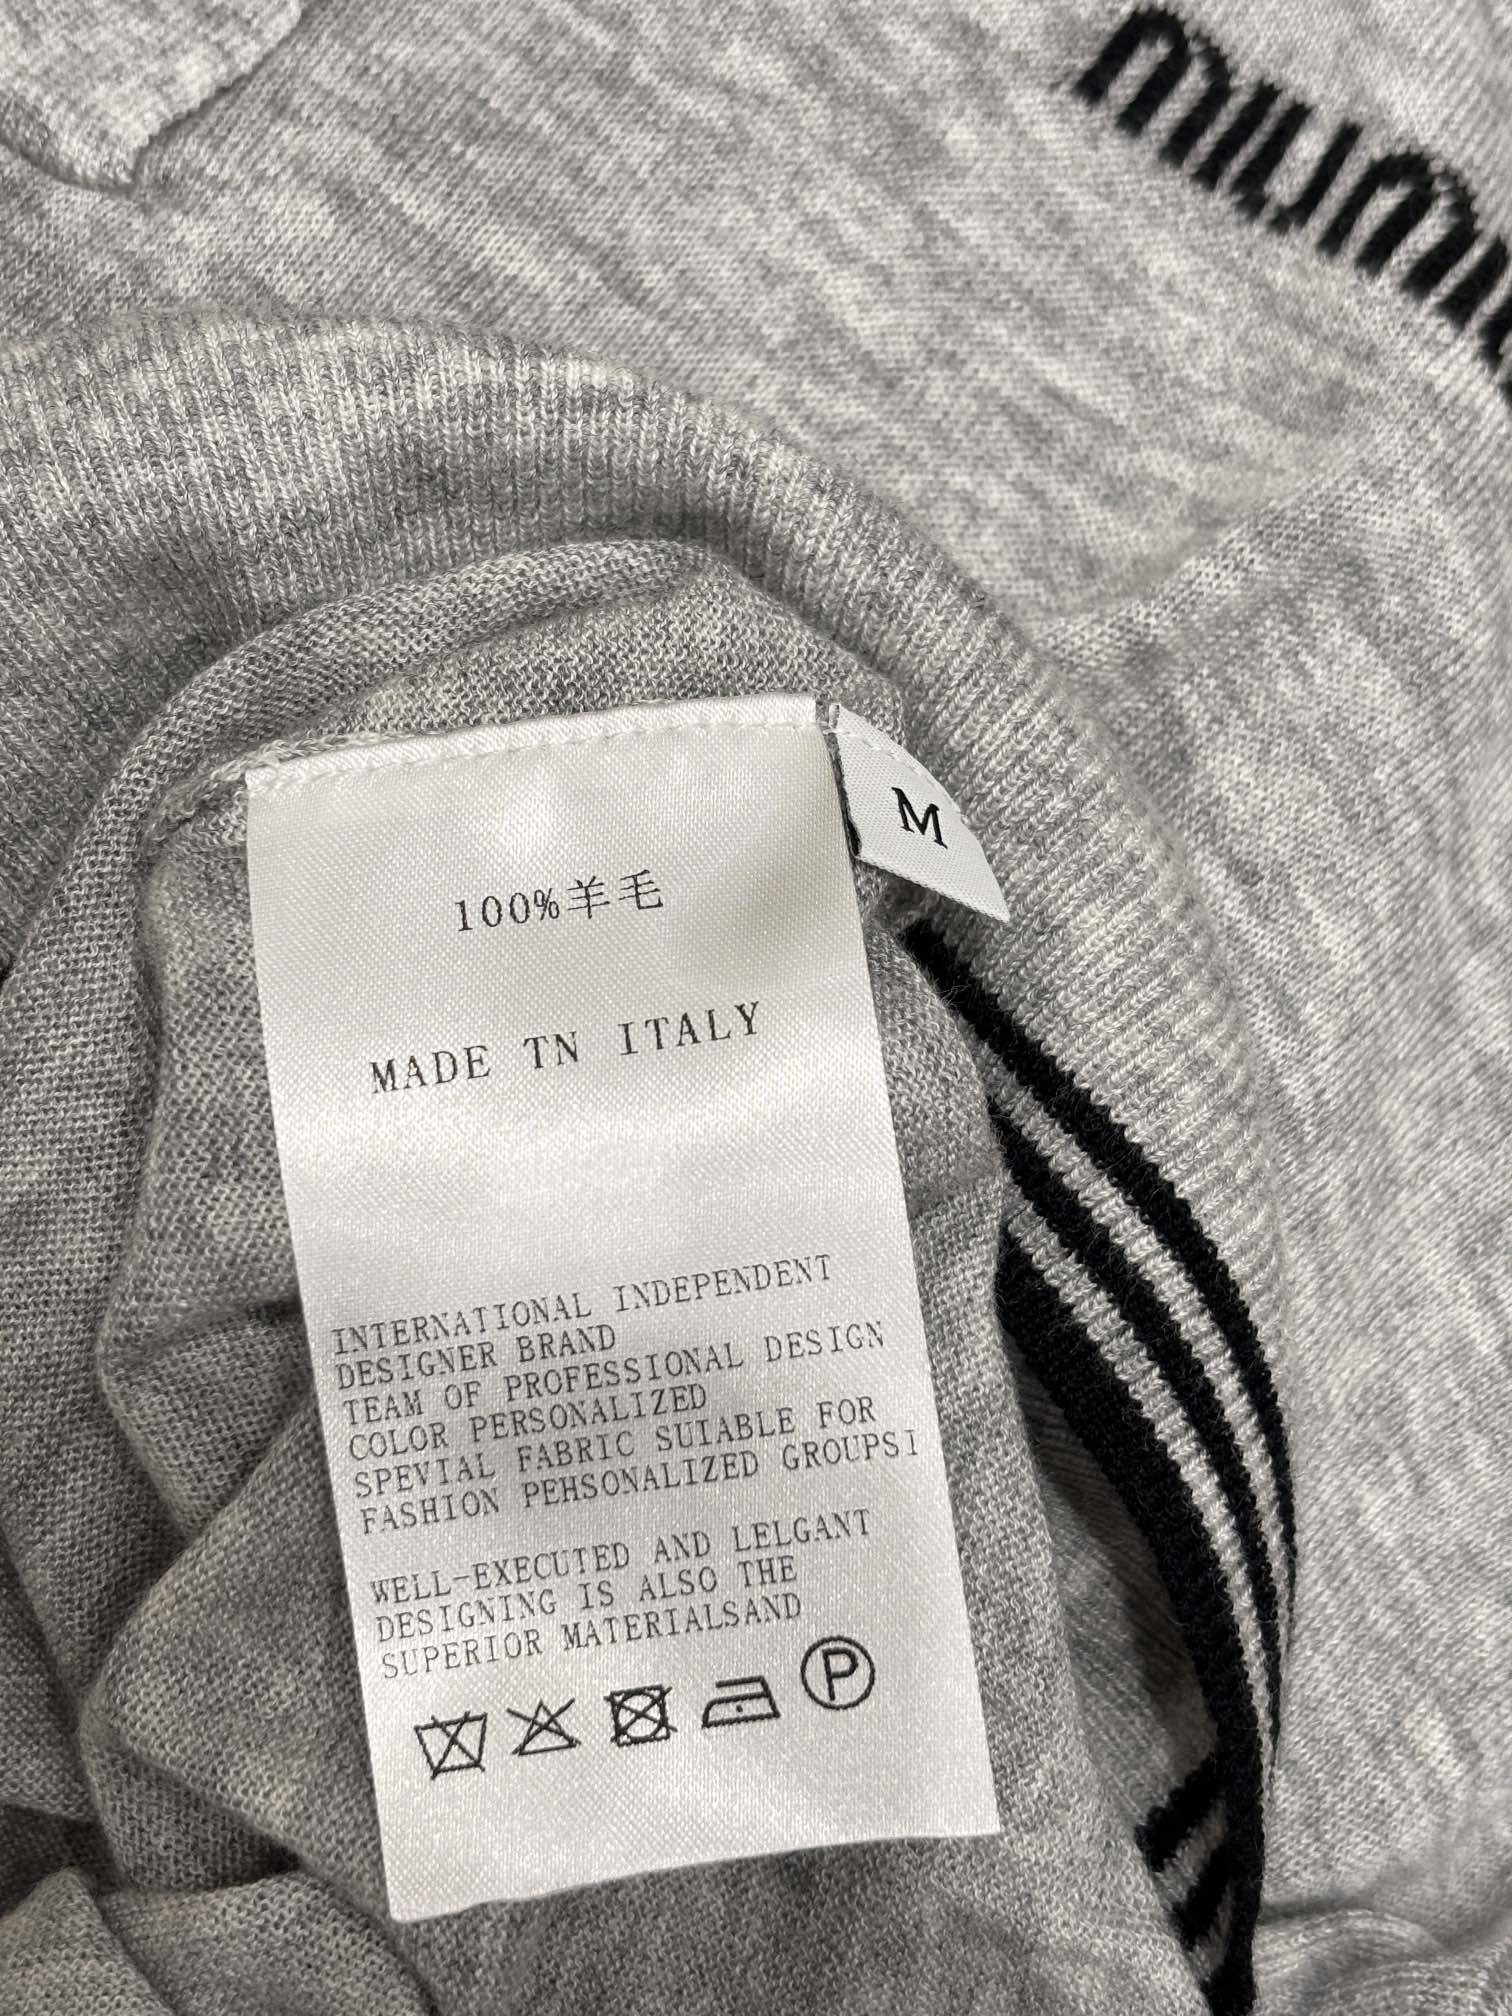 miumiu
M
100%羊毛
MADE TN ITALY
INTERNATIONAL INDEPENDENT
DESIGNER BRAND
TEAM OF PROFESSIONAL DESIGN
COLOR PERSONALIZED
SPEVIAL FABRIC SUIABLE FOR
FASHION PEHSONALIZED GROUPSI
WELL-EXECUTED AND LELGANT
DESIGNING IS ALSO THE
SUPERIOR MATERIALSAND
P